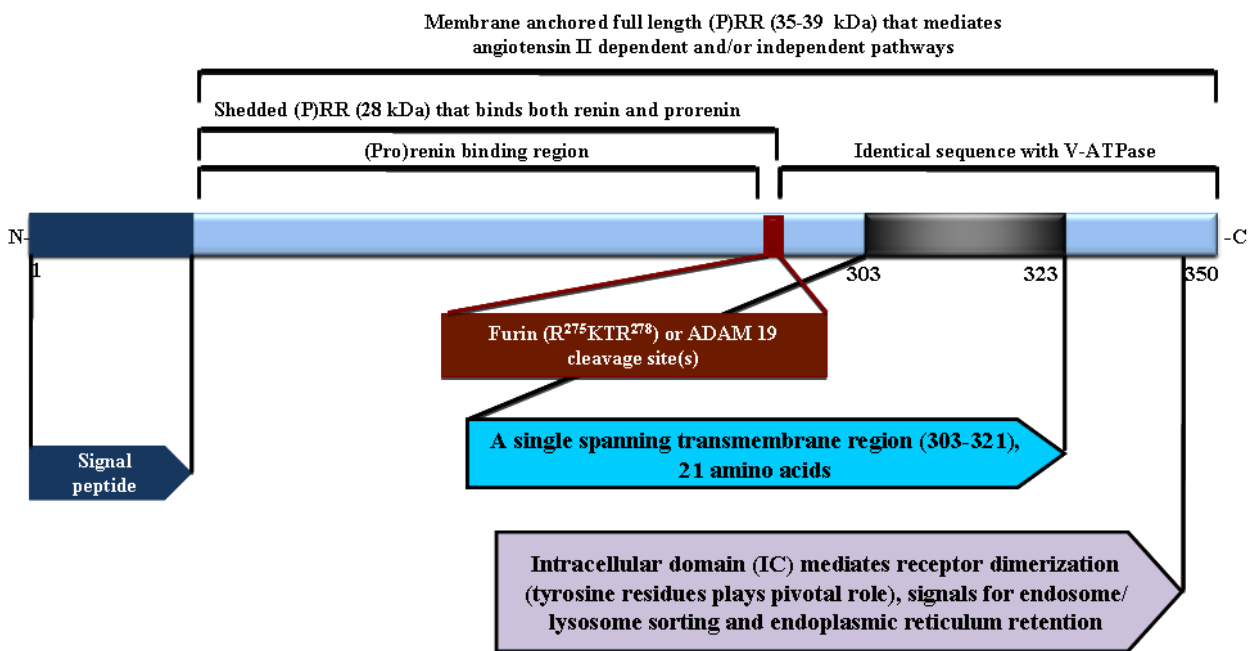 Membrane anchored full length (P)RR (35-39 kDa) that mediates
angiotensin II dependent and/or independent pathways
Shedded (P)RR (28 kDa) that binds both renin and prorenin
(Pro)renin binding region
Identical sequence with V-ATPase
N-
-C
1
303
323
350
Furin (R²⁷⁵KTR²⁷⁸) or ADAM 19
cleavage site(s)
A single spanning transmembrane region (303-321),
21 amino acids
Signal
peptide
Intracellular domain (IC) mediates receptor dimerization
(tyrosine residues plays pivotal role), signals for endosome/
lysosome sorting and endoplasmic reticulum retention